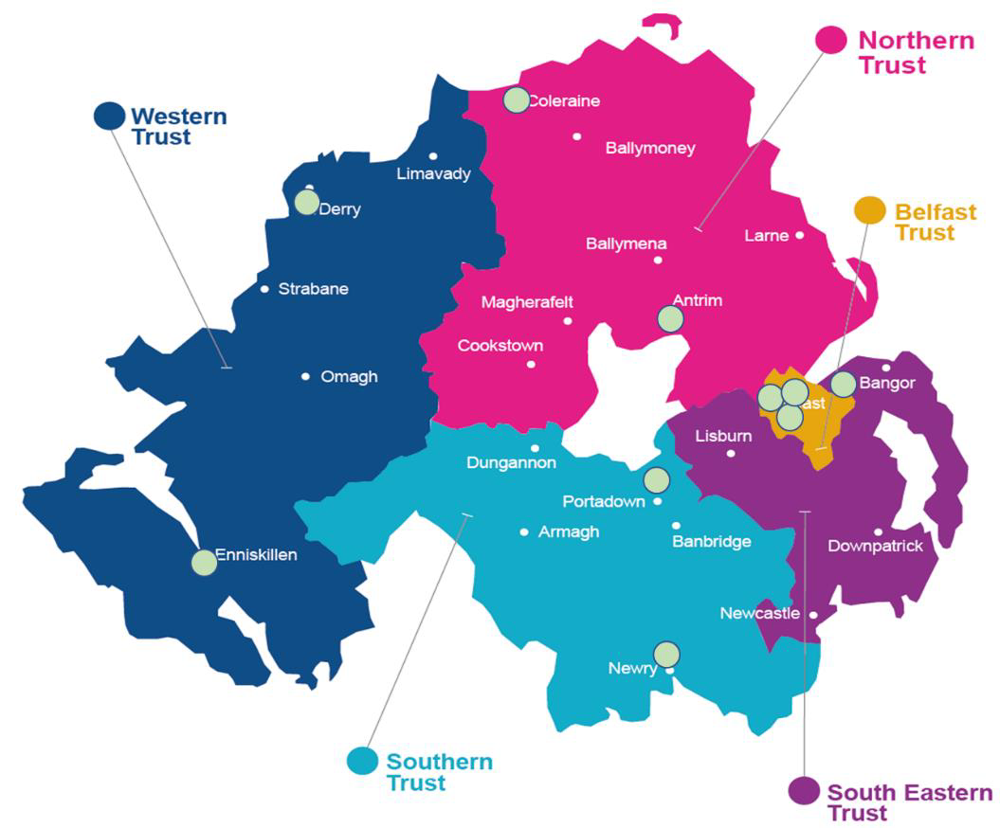 Northern
Trust
Western
Trust
Coleraine
Ballymoney
Limavady
Derry
Belfast
Trust
Ballymena
Larne
Strabane
Magherafelt
Antrim
Cookstown
Omagh
Bangor
ast
Lisburn
Dungannon
Portadown
Armagh
Banbridge
Downpatrick
Enniskillen
Newcastle
Newry
Southern
Trust
South Eastern
Trust